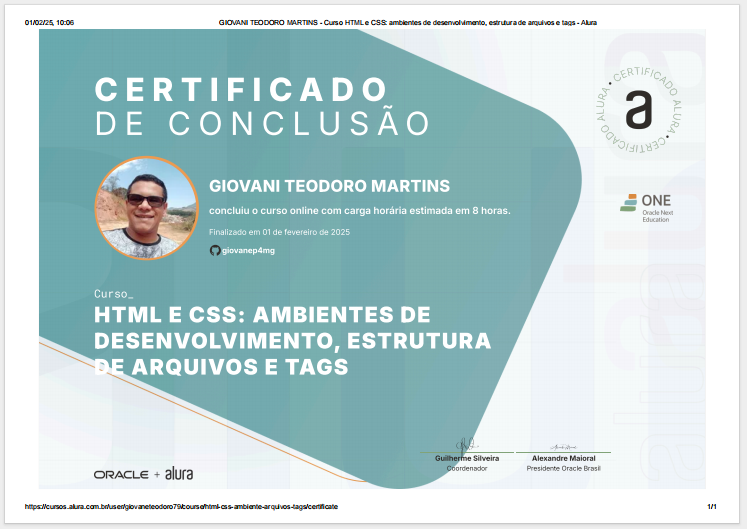 01/02/25, 10:06
GIOVANI TEODORO MARTINS - Curso HTML e CSS: ambientes de desenvolvimento, estrutura de arquivos e tags - Alura
CERTIFICADO
DE CONCLUSÃO
CERTIFICADO ALURA • CERTIFICADO ALURA •
a
GIOVANI TEODORO MARTINS
concluiu o curso online com carga horária estimada em 8 horas.
Finalizado em 01 de fevereiro de 2025
giovanep4mg
ONE
Oracle Next
Education
Curso_
HTML E CSS: AMBIENTES DE
DESENVOLVIMENTO, ESTRUTURA
DE ARQUIVOS E TAGS
ORACLE + alura
Guilherme Silveira
Coordenador
Alexandre Maioral
Presidente Oracle Brasil
https://cursos.alura.com.br/user/giovaneteodoro79/course/html-css-ambiente-arquivos-tags/certificate
1/1